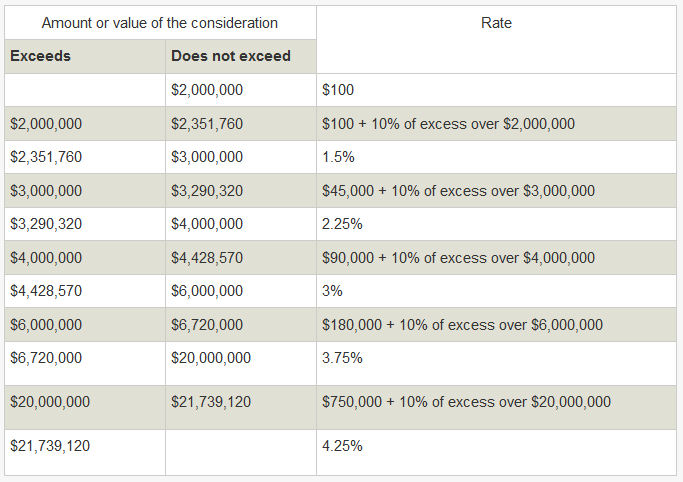 Amount or value of the consideration Rate
Exceeds Does not exceed
$2,000,000 $100
$2,000,000 $2,351,760 $100 + 10% of excess over $2,000,000
$2,351,760 $3,000,000 1.5%
$3,000,000 $3,290,320 $45,000 + 10% of excess over $3,000,000
$3,290,320 $4,000,000 2.25%
$4,000,000 $4,428,570 $90,000 + 10% of excess over $4,000,000
$4,428,570 $6,000,000 3%
$6,000,000 $6,720,000 $180,000 + 10% of excess over $6,000,000
$6,720,000 $20,000,000 3.75%
$20,000,000 $21,739,120 $750,000 + 10% of excess over $20,000,000
$21,739,120 4.25%